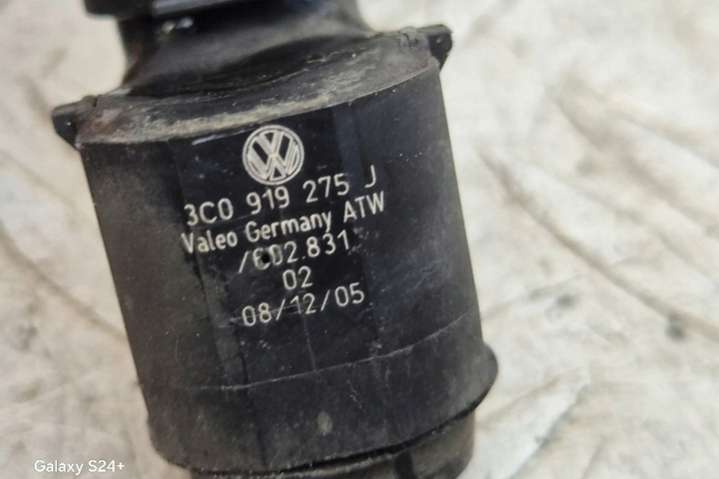 3C0 919 275 J
Valeo Germany ATW
02
08/12/05
Galaxy S24+